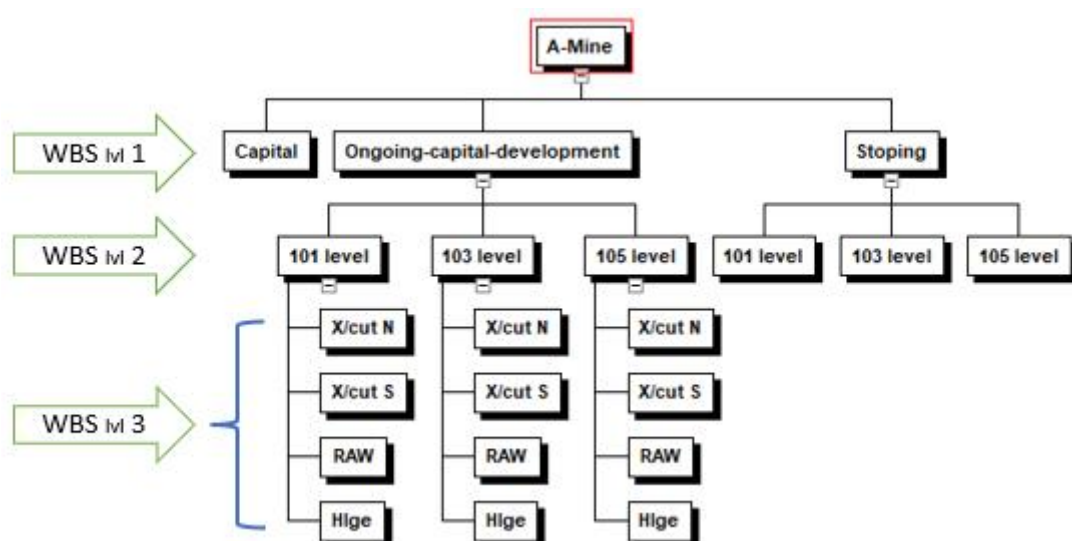 A-Mine
WBS lvl 1
Capital
Ongoing-capital-development
Stoping
WBS lvl 2
101 level
103 level
105 level
101 level
103 level
105 level
WBS lvl 3
X/cut N
X/cut N
X/cut N
X/cut S
X/cut S
X/cut S
RAW
RAW
RAW
Hlge
Hlge
Hlge